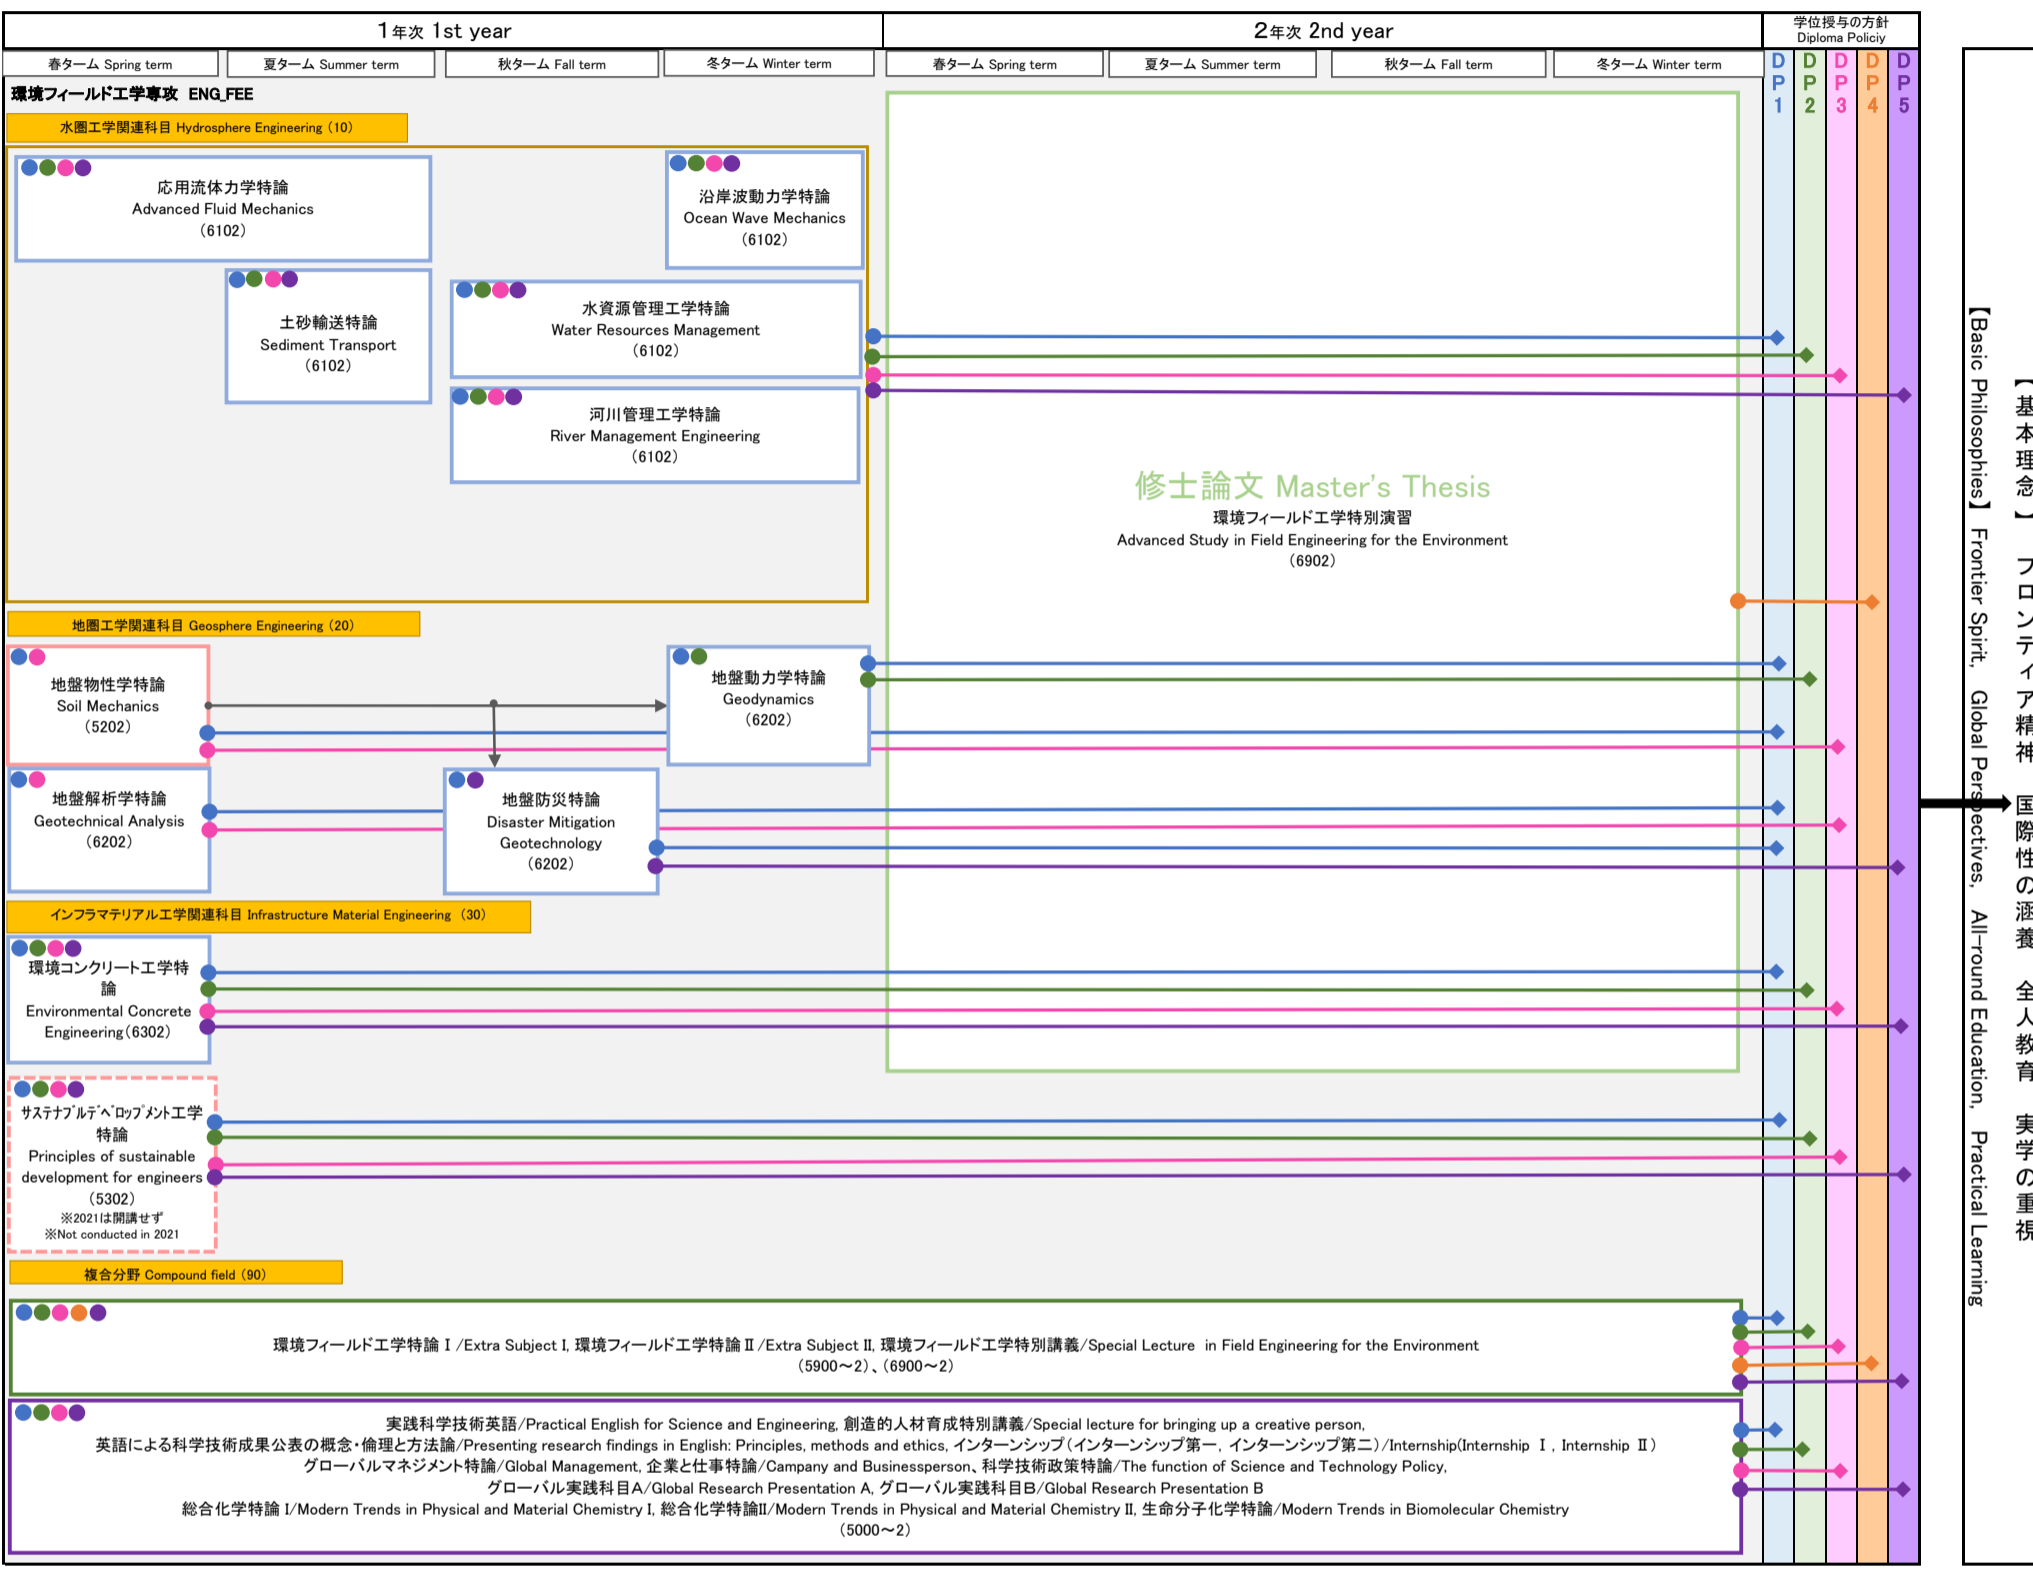 1年次 1st year
2年次 2nd year
学位授与の方針
Diploma Policiy
春ターム Spring term
夏ターム Summer term
秋ターム Fall term
冬ターム Winter term
春ターム Spring term
夏ターム Summer term
秋ターム Fall term
冬ターム Winter term
DP1
DP2
DP3
DP4
DP5
環境フィールド工学専攻 ENG_FEE
水圏工学関連科目 Hydrosphere Engineering (10)
応用流体力学特論
Advanced Fluid Mechanics
(6102)
沿岸波動力学特論
Ocean Wave Mechanics
(6102)
土砂輸送特論
Sediment Transport
(6102)
水資源管理工学特論
Water Resources Management
(6102)
河川管理工学特論
River Management Engineering
(6102)
修士論文 Master's Thesis
環境フィールド工学特別演習
Advanced Study in Field Engineering for the Environment
(6902)
地圏工学関連科目 Geosphere Engineering (20)
地盤物性学特論
Soil Mechanics
(5202)
地盤動力学特論
Geodynamics
(6202)
地盤解析学特論
Geotechnical Analysis
(6202)
地盤防災特論
Disaster Mitigation
Geotechnology
(6202)
インフラマテリアル工学関連科目 Infrastructure Material Engineering (30)
環境コンクリート工学特
論
Environmental Concrete
Engineering(6302)
サステナブルデベロップメント工学
特論
Principles of sustainable
development for engineers
(5302)
※2021は開講せず
※Not conducted in 2021
複合分野 Compound field (90)
環境フィールド工学特論Ⅰ/Extra Subject I, 環境フィールド工学特論Ⅱ/Extra Subject II, 環境フィールド工学特別講義/Special Lecture in Field Engineering for the Environment
(5900～2)、(6900～2)
実践科学技術英語/Practical English for Science and Engineering, 創造的人材育成特別講義/Special lecture for bringing up a creative person,
英語による科学技術成果公表の概念・倫理と方法論/Presenting research findings in English: Principles, methods and ethics, インターンシップ(インターンシップ第一, インターンシップ第二)/Internship(Internship Ⅰ, Internship Ⅱ)
グローバルマネジメント特論/Global Management, 企業と仕事特論/Campany and Businessperson、科学技術政策特論/The function of Science and Technology Policy,
グローバル実践科目A/Global Research Presentation A, グローバル実践科目B/Global Research Presentation B
総合化学特論 I/Modern Trends in Physical and Material Chemistry I, 総合化学特論II/Modern Trends in Physical and Material Chemistry II, 生命分子化学特論/Modern Trends in Biomolecular Chemistry
(5000～2)
【基本理念】 フロンティア精神 国際性の涵養 全人教育 実学の重視
【Basic Philosophies】 Frontier Spirit, Global Perspectives, All-round Education, Practical Learning